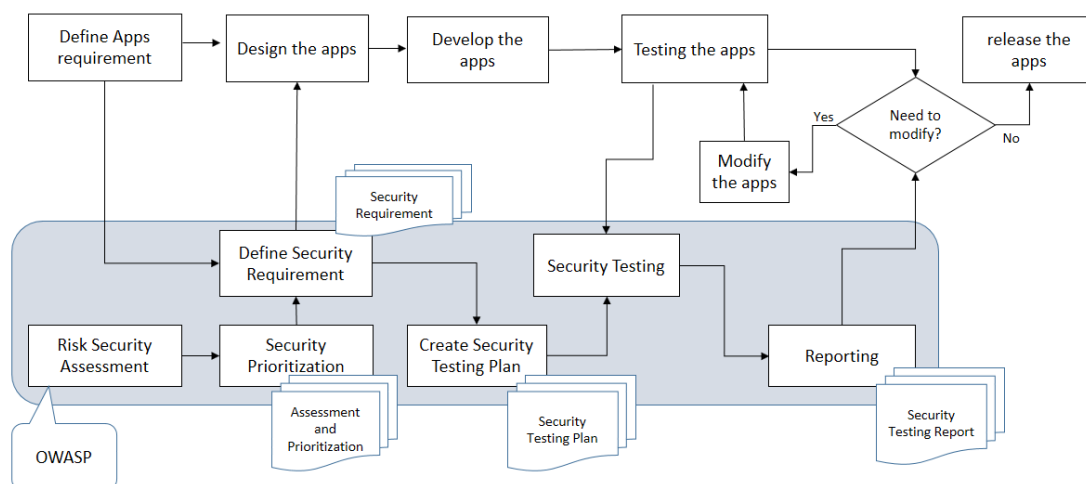 Define Apps
requirement
Design the apps
Develop the
apps
Testing the apps
release the
apps
Need to
modify?
Yes
No
Modify
the apps
Security
Requirement
Define Security
Requirement
Security Testing
Risk Security
Assessment
Security
Prioritization
Create Security
Testing Plan
Reporting
Assessment
and
Prioritization
Security
Testing Plan
Security
Testing Report
OWASP